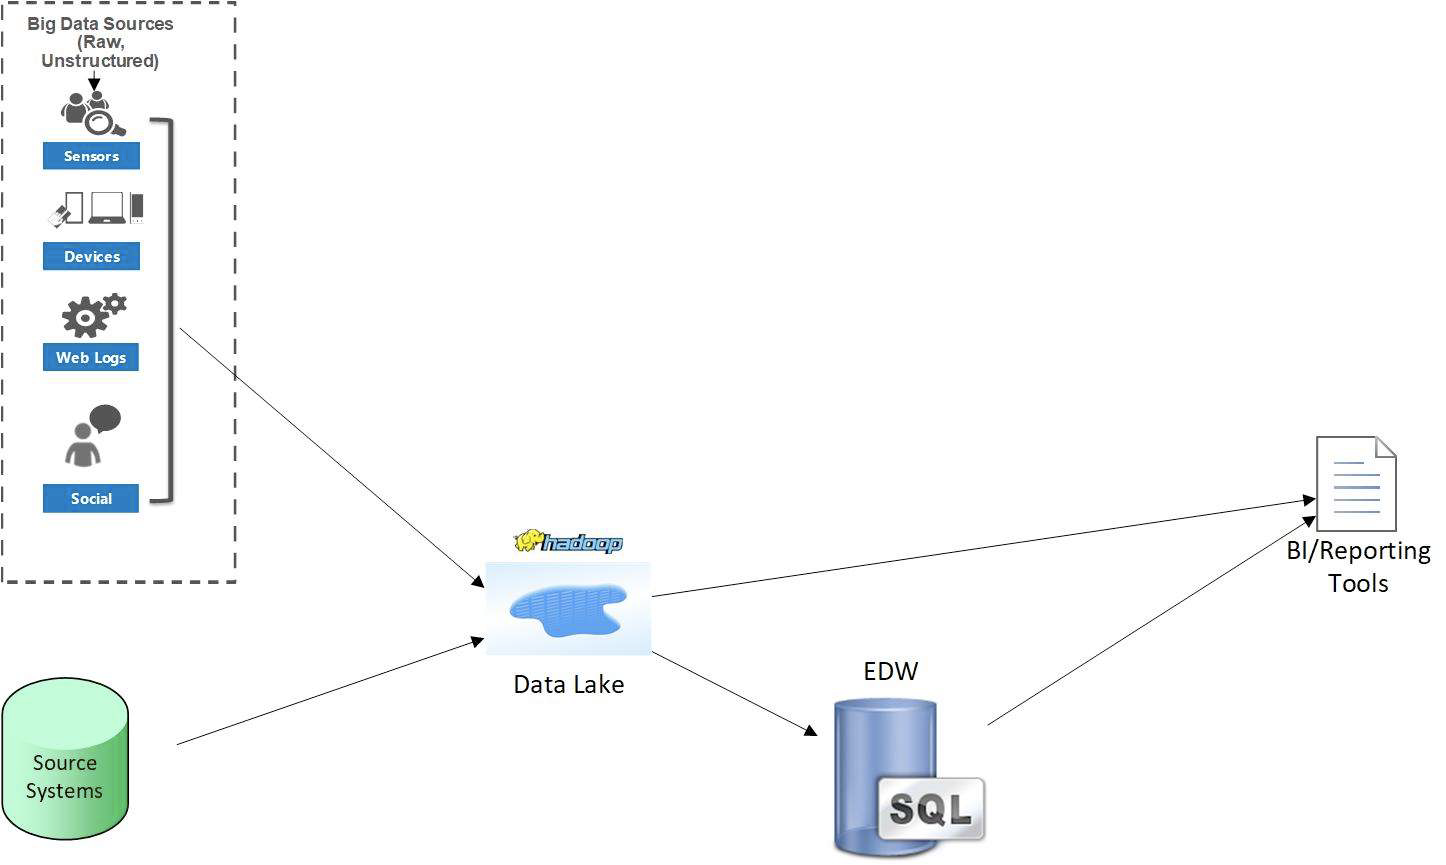 Big Data Sources
(Raw,
Unstructured)
Sensors
Devices
Web Logs
Social
hadoop
Data Lake
Source
Systems
EDW
SQL
BI/Reporting
Tools